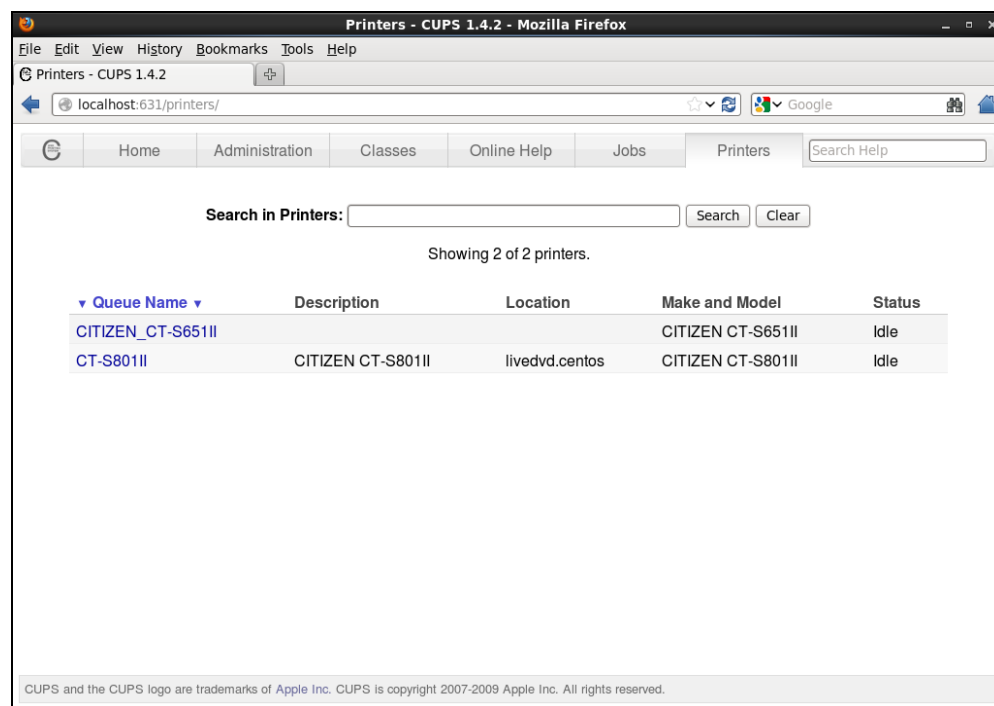 Printers - CUPS 1.4.2 - Mozilla Firefox
File Edit View History Bookmarks Tools Help
Printers - CUPS 1.4.2
localhost:631/printers/
Google
Home Administration Classes Online Help Jobs Printers Search Help
Search in Printers: Search Clear
Showing 2 of 2 printers.
▼ Queue Name ▼ Description Location Make and Model Status
CITIZEN_CT-S651II CITIZEN CT-S651II Idle
CT-S801II CITIZEN CT-S801II livedvd.centos CITIZEN CT-S801II Idle
CUPS and the CUPS logo are trademarks of Apple Inc. CUPS is copyright 2007-2009 Apple Inc. All rights reserved.